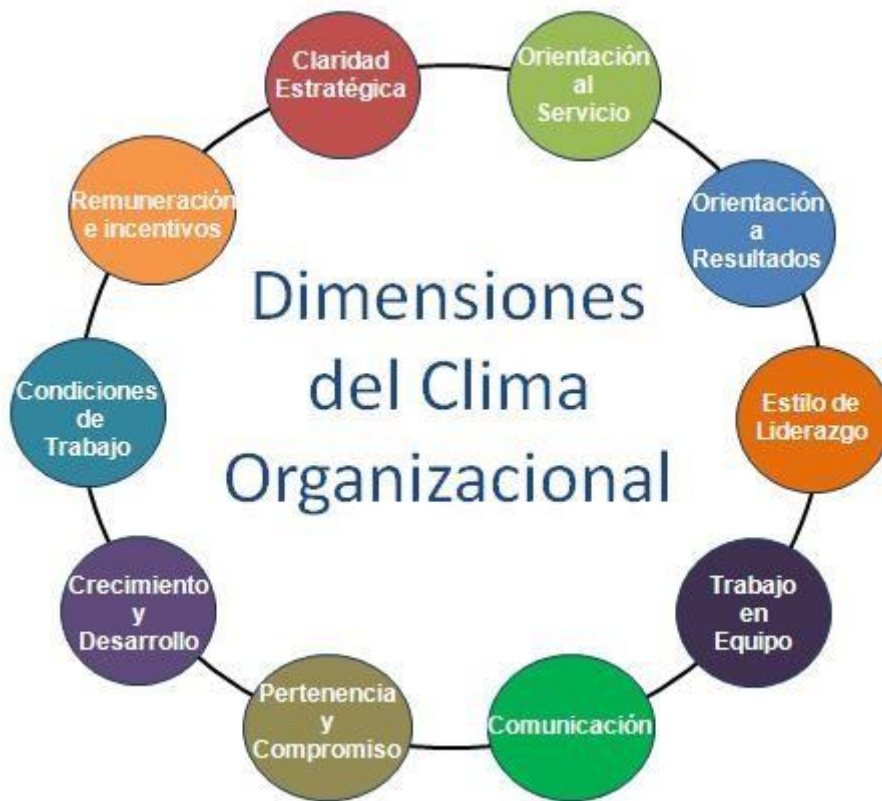 Claridad
Estratégica
Orientación
al
Servicio
Remuneración
e incentivos
Orientación
a
Resultados
Dimensiones
del Clima
Organizacional
Condiciones
de
Trabajo
Estilo de
Liderazgo
Crecimiento
y
Desarrollo
Trabajo
en
Equipo
Pertenencia
y
Compromiso
Comunicación